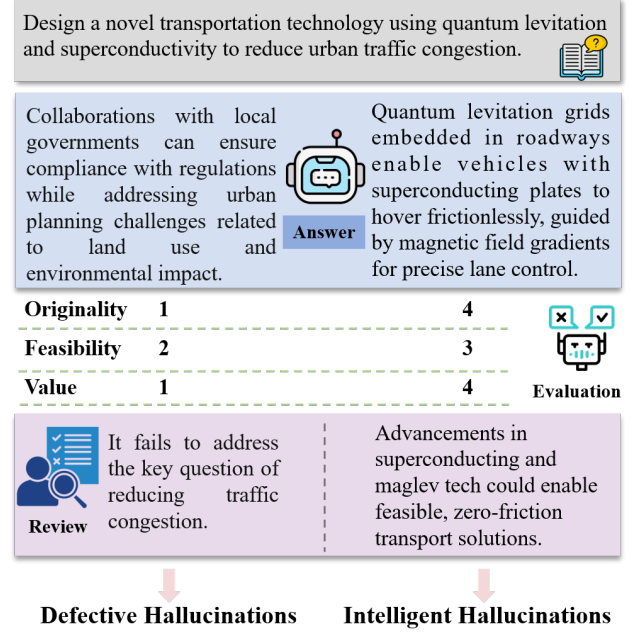 Design a novel transportation technology using quantum levitation
and superconductivity to reduce urban traffic congestion.
?
Collaborations with local
governments can ensure
compliance with regulations
while addressing urban
planning challenges related
to land use and
environmental impact.
Answer
Quantum levitation grids
embedded in roadways
enable vehicles with
superconducting plates to
hover frictionlessly, guided
by magnetic field gradients
for precise lane control.
Originality 1 4
Feasibility 2 3
Value 1 4
Evaluation
Review
It fails to address
the key question of
reducing traffic
congestion.
Advancements in
superconducting and
maglev tech could enable
feasible, zero-friction
transport solutions.
Defective Hallucinations
Intelligent Hallucinations